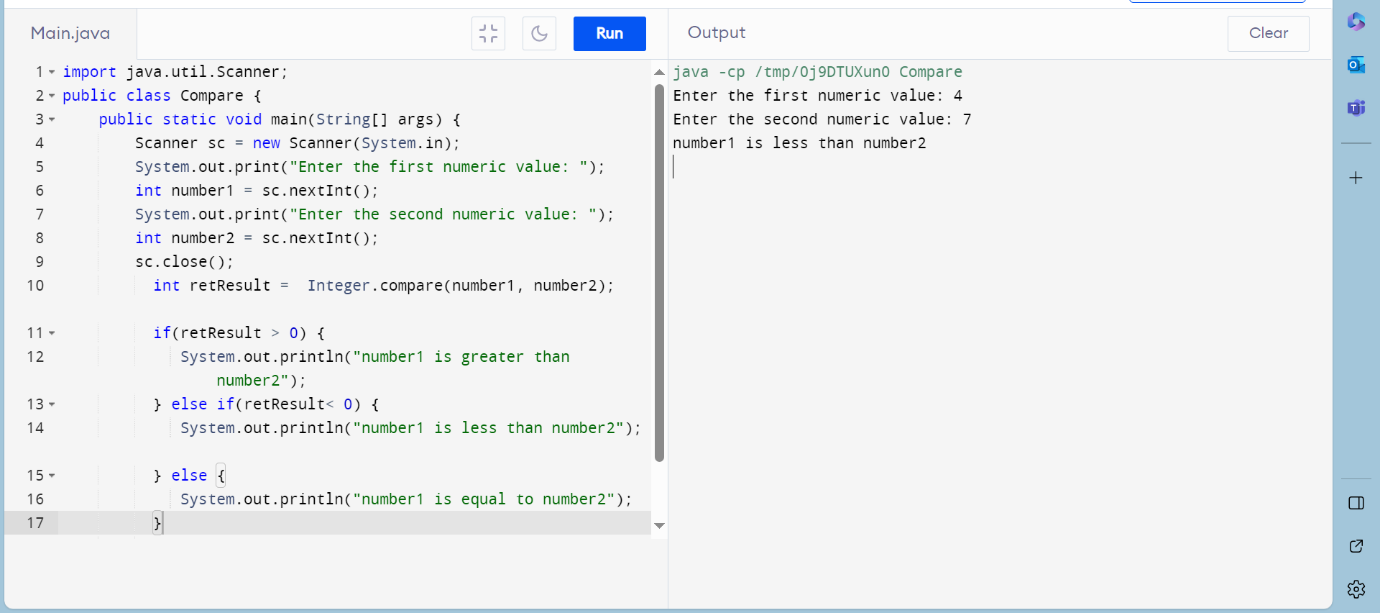 Main.java
Run
Output
Clear
1 import java.util.Scanner;
2 public class Compare {
3 public static void main(String[] args) {
4 Scanner sc = new Scanner(System.in);
5 System.out.print("Enter the first numeric value: ");
6 int number1 = sc.nextInt();
7 System.out.print("Enter the second numeric value: ");
8 int number2 = sc.nextInt();
9 sc.close();
10 int retResult =  Integer.compare(number1, number2);
11 if(retResult > 0) {
12 System.out.println("number1 is greater than
number2");
13 } else if(retResult< 0) {
14 System.out.println("number1 is less than number2");
15 } else {
16 System.out.println("number1 is equal to number2");
17 }
java -cp /tmp/0j9DTUXun0 Compare
Enter the first numeric value: 4
Enter the second numeric value: 7
number1 is less than number2